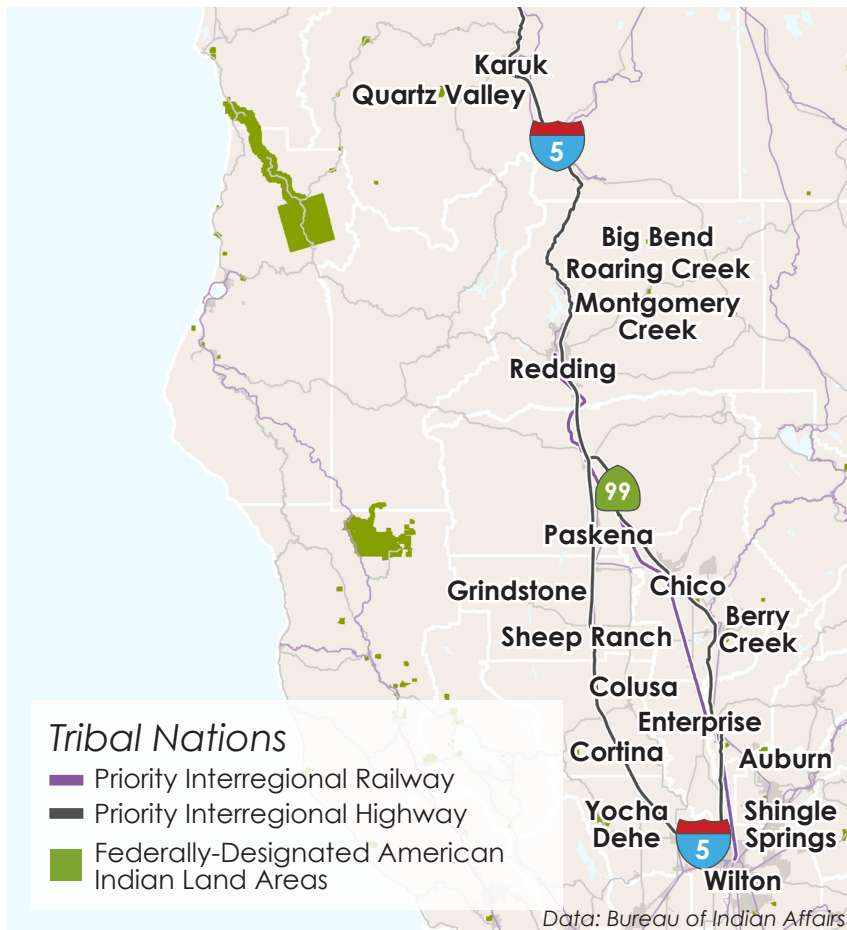 Karuk
Quartz Valley
5
Big Bend
Roaring Creek
Montgomery
Creek
Redding
99
Paskena
Grindstone
Chico
Berry
Creek
Sheep Ranch
Colusa
Enterprise
Cortina
Auburn
Yocha
Dehe
5
Shingle
Springs
Wilton
Tribal Nations
Priority Interregional Railway
Priority Interregional Highway
Federally-Designated American
Indian Land Areas
Data: Bureau of Indian Affairs